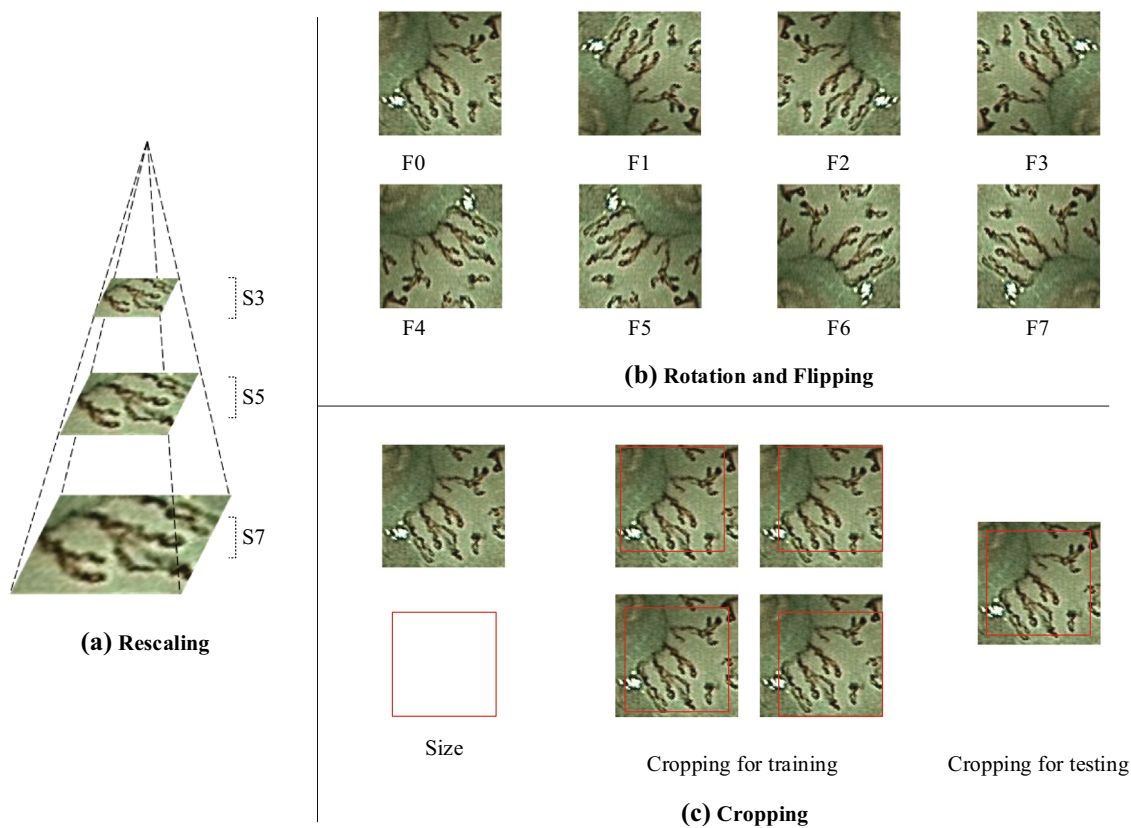 S3
S5
S7
(a) Rescaling
F0 F1 F2 F3
F4 F5 F6 F7
(b) Rotation and Flipping
Size
Cropping for training
Cropping for testing
(c) Cropping